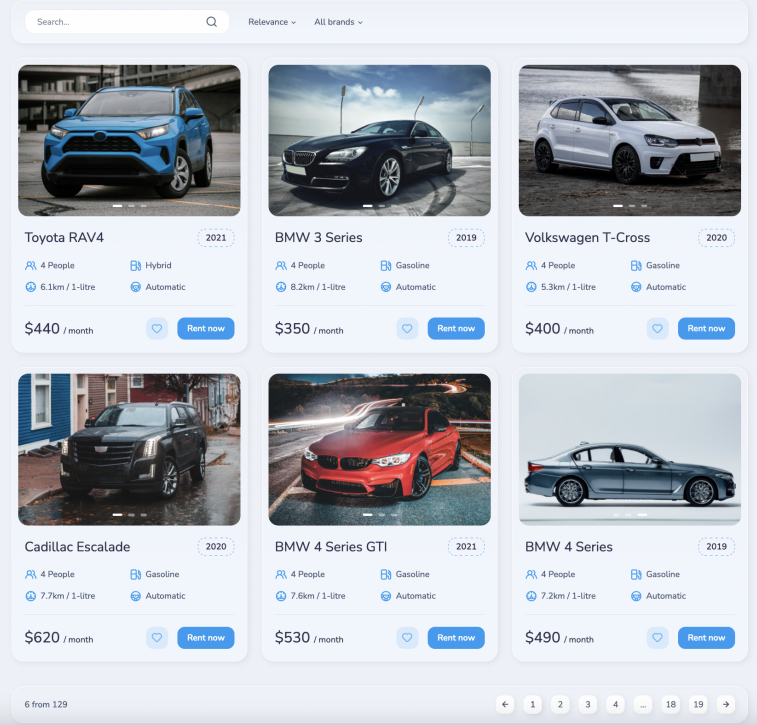 Search... Relevance All brands
Toyota RAV4 2021
4 People Hybrid
6.1km / 1-litre Automatic
$440 / month Rent now
BMW 3 Series 2019
4 People Gasoline
8.2km / 1-litre Automatic
$350 / month Rent now
Volkswagen T-Cross 2020
4 People Gasoline
5.3km / 1-litre Automatic
$400 / month Rent now
Cadillac Escalade 2020
4 People Gasoline
7.7km / 1-litre Automatic
$620 / month Rent now
BMW 4 Series GTI 2021
4 People Gasoline
7.6km / 1-litre Automatic
$530 / month Rent now
BMW 4 Series 2019
4 People Gasoline
7.2km / 1-litre Automatic
$490 / month Rent now
6 from 129 1 2 3 4 ... 18 19